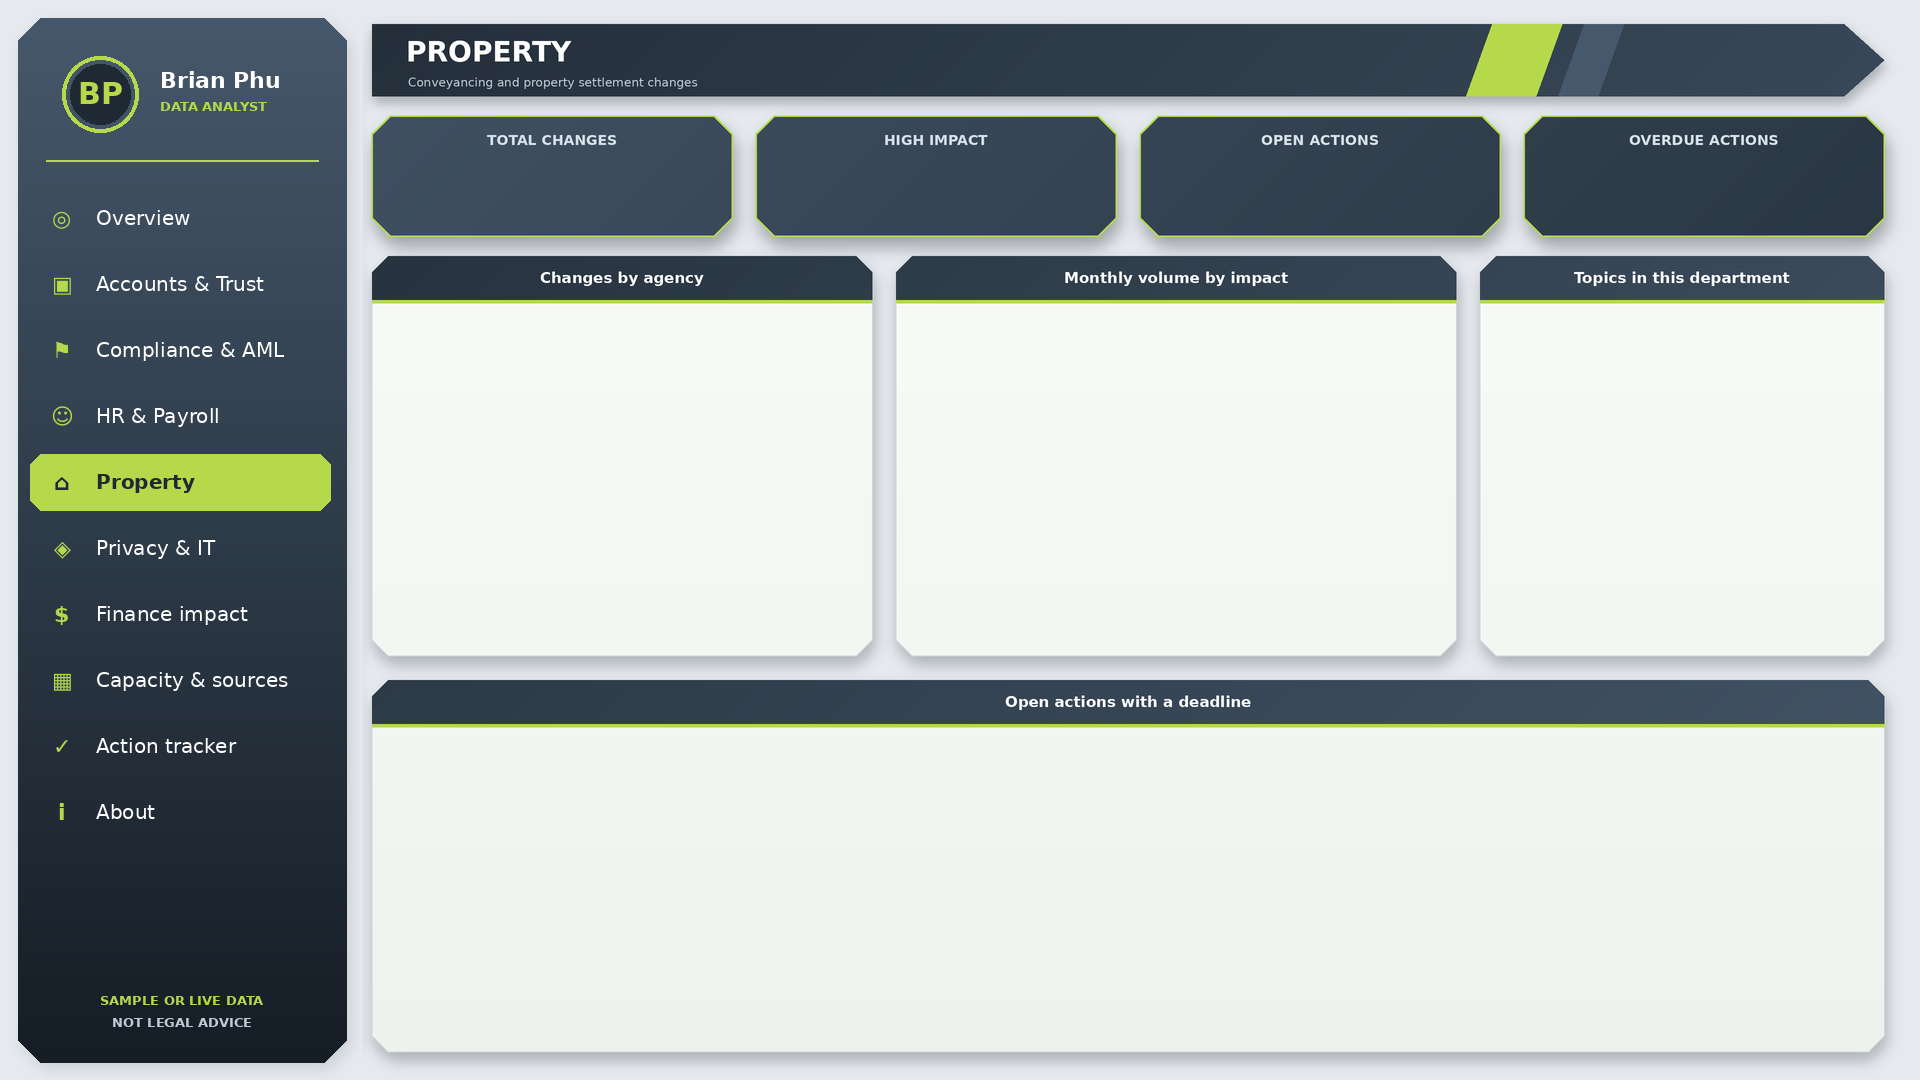 BP
Brian Phu
DATA ANALYST
Overview
Accounts & Trust
Compliance & AML
HR & Payroll
Property
Privacy & IT
$ Finance impact
Capacity & sources
✓ Action tracker
i About
SAMPLE OR LIVE DATA
NOT LEGAL ADVICE
PROPERTY
Conveyancing and property settlement changes
TOTAL CHANGES
HIGH IMPACT
OPEN ACTIONS
OVERDUE ACTIONS
Changes by agency
Monthly volume by impact
Topics in this department
Open actions with a deadline